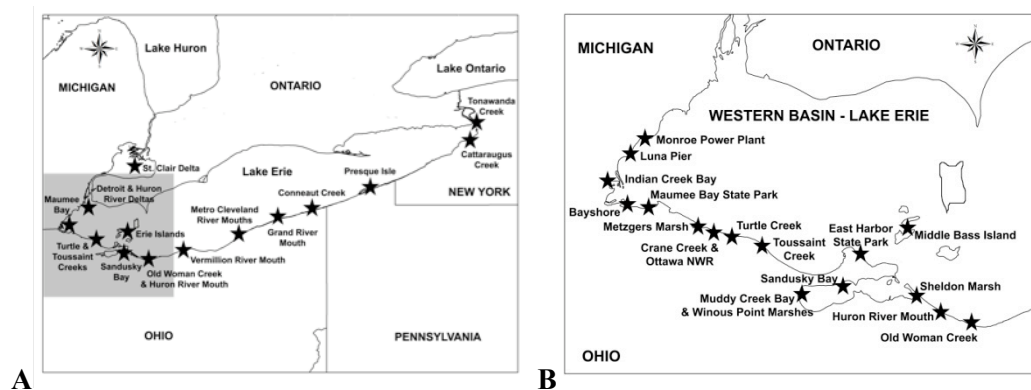 Lake Huron
Lake Ontario
MICHIGAN
ONTARIO
Tonawanda
Creek
St. Clair Delta
Cattaraugus
Creek
Lake Erie
Presque Isle
Detroit & Huron
River Deltas
Conneaut Creek
NEW YORK
Maumee
Bay
Metro Cleveland
River Mouths
Grand River
Mouth
Erie Islands
Turtle &
Toussaint
Creeks
Sandusky
Bay
Vermillion River Mouth
Old Woman Creek
& Huron River Mouth
OHIO
PENNSYLVANIA
A
MICHIGAN
ONTARIO
WESTERN BASIN - LAKE ERIE
Monroe Power Plant
Luna Pier
Indian Creek Bay
Maumee Bay State Park
Bayshore
Metzgers Marsh
Turtle Creek
Crane Creek &
Ottawa NWR
Toussaint
Creek
East Harbor
State Park
Middle Bass Island
Sandusky Bay
Sheldon Marsh
Muddy Creek Bay
& Winous Point Marshes
Huron River Mouth
Old Woman Creek
OHIO
B